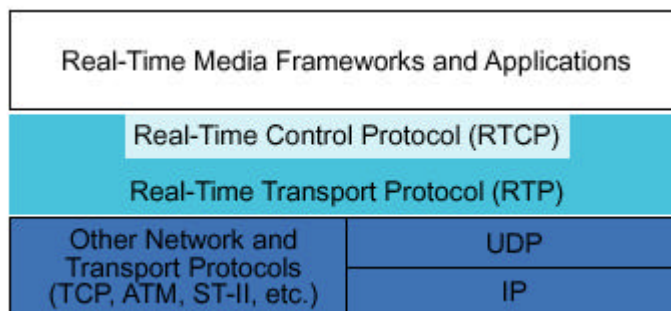 Real-Time Media Frameworks and Applications
Real-Time Control Protocol (RTCP)
Real-Time Transport Protocol (RTP)
Other Network and
Transport Protocols
(TCP, ATM, ST-II, etc.)
UDP
IP